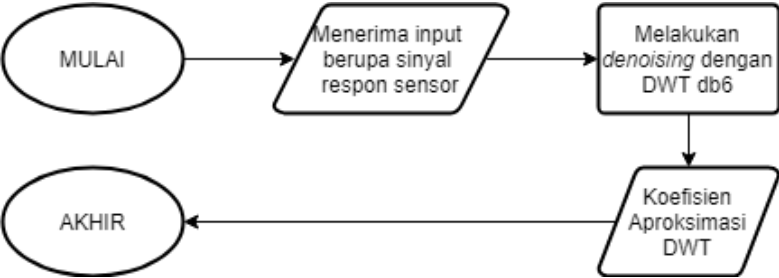 MULAI
Menerima input
berupa sinyal
respon sensor
Melakukan
denoising dengan
DWT db6
Koefisien
Aproksimasi
DWT
AKHIR